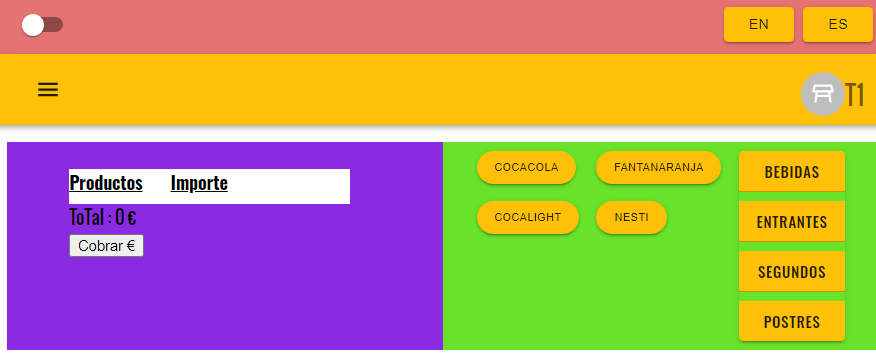 EN ES
T1
Productos Importe
ToTal : 0 €
Cobrar €
COCACOLA FANTANARANJA
COCALIGHT NESTI
BEBIDAS
ENTRANTES
SEGUNDOS
POSTRES